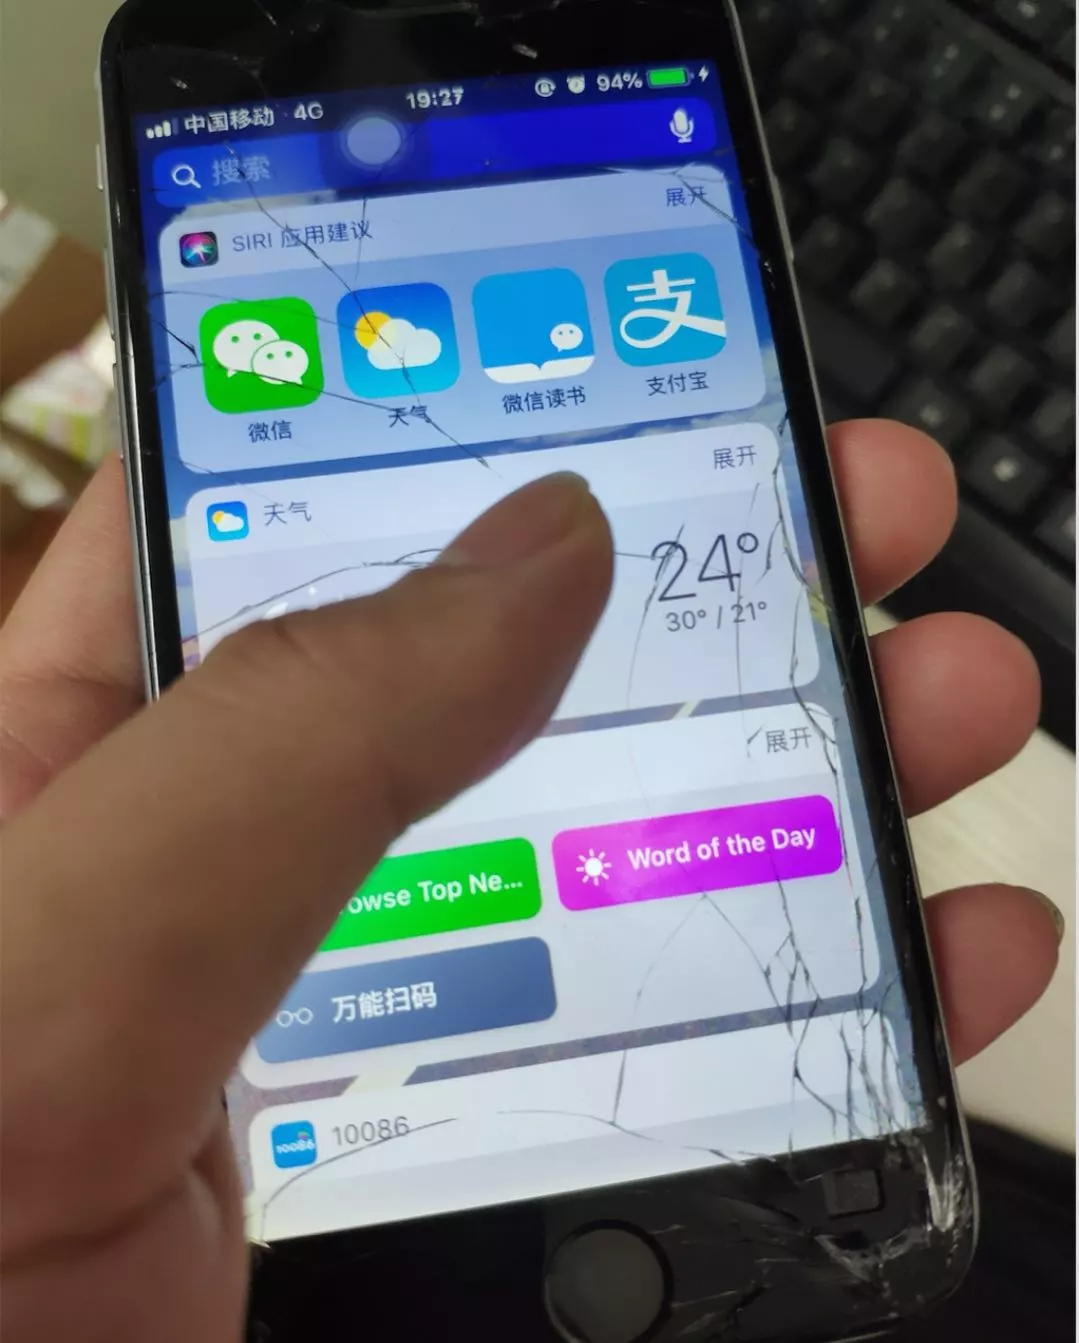 中国移动 4G 19:27 94%
搜索
SIRI 应用建议 展开
微信 天气 微信读书 支付宝
天气 展开
24°
30° / 21°
展开
owse Top Ne... Word of the Day
万能扫码
10086 10086